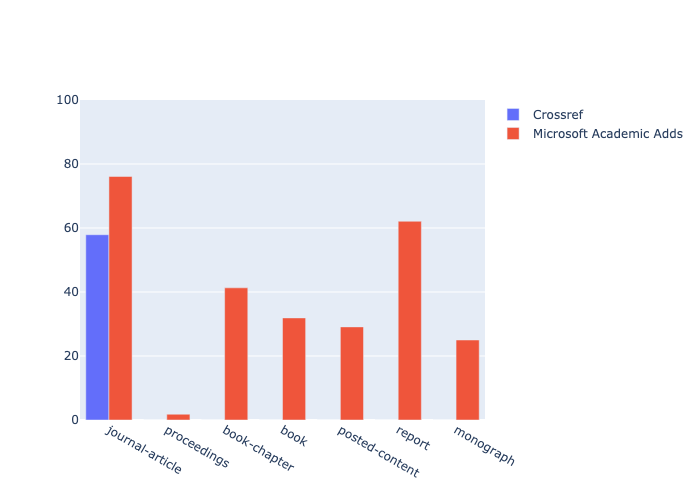 100
80
60
40
20
0
journal-article
proceedings
book-chapter
book
posted-content
report
monograph
Crossref
Microsoft Academic Adds